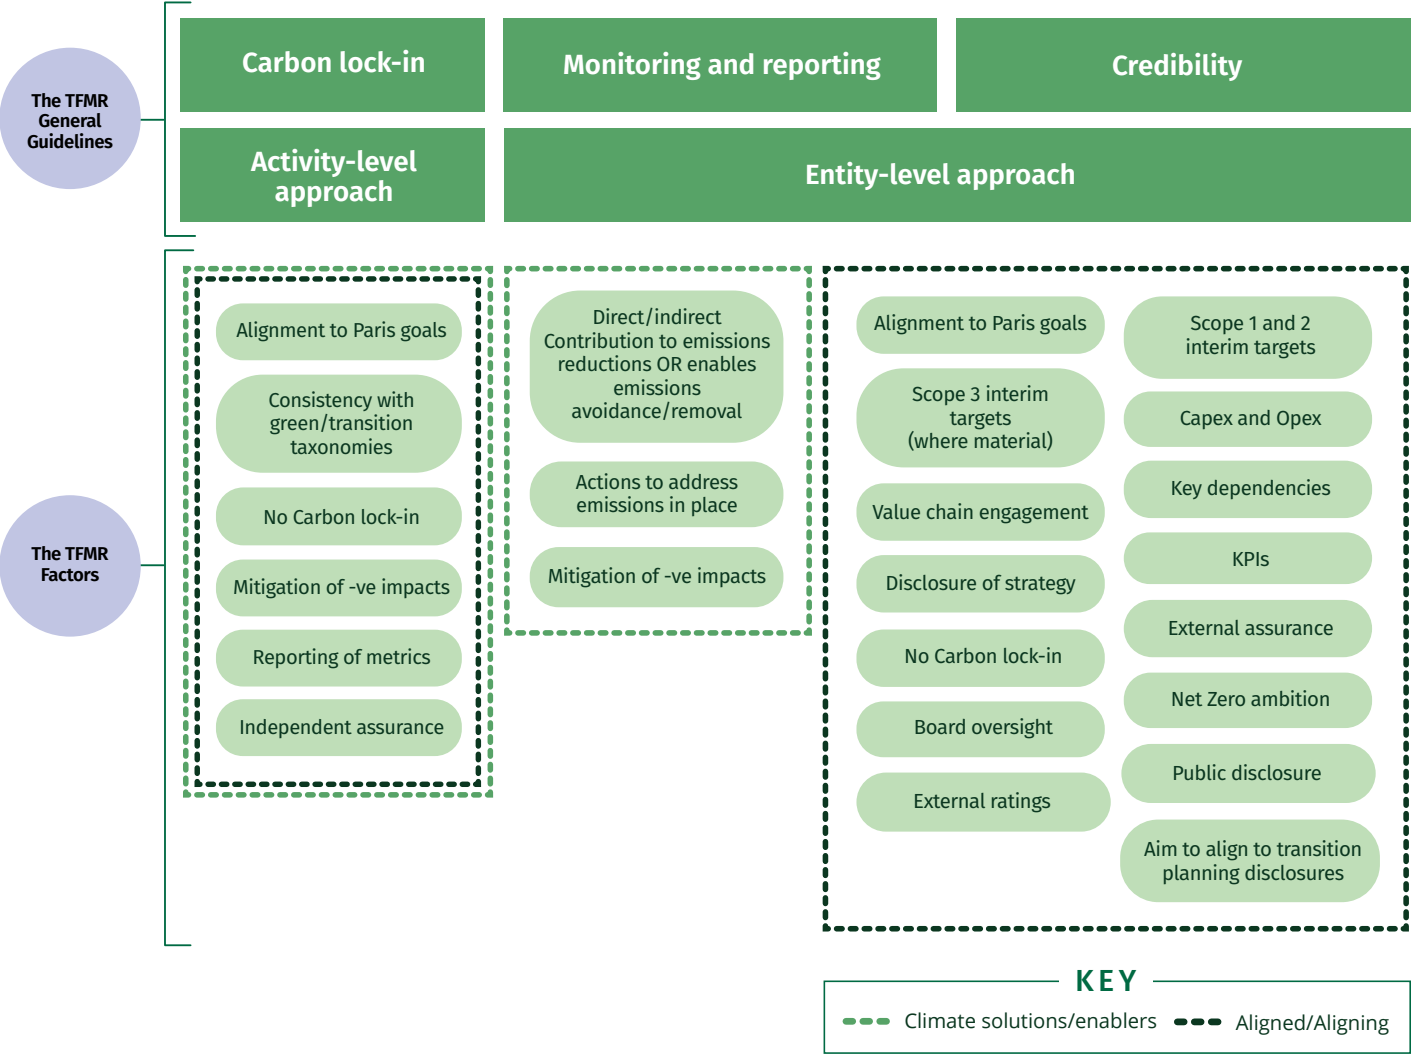 The TFMR
General
Guidelines
Carbon lock-in
Monitoring and reporting
Credibility
Activity-level
approach
Entity-level approach
The TFMR
Factors
Alignment to Paris goals
Consistency with
green/transition
taxonomies
No Carbon lock-in
Mitigation of -ve impacts
Reporting of metrics
Independent assurance
Direct/indirect
Contribution to emissions
reductions OR enables
emissions
avoidance/removal
Actions to address
emissions in place
Mitigation of -ve impacts
Alignment to Paris goals
Scope 3 interim
targets
(where material)
Value chain engagement
Disclosure of strategy
No Carbon lock-in
Board oversight
External ratings
Scope 1 and 2
interim targets
Capex and Opex
Key dependencies
KPIs
External assurance
Net Zero ambition
Public disclosure
Aim to align to transition
planning disclosures
KEY
Climate solutions/enablers
Aligned/Aligning